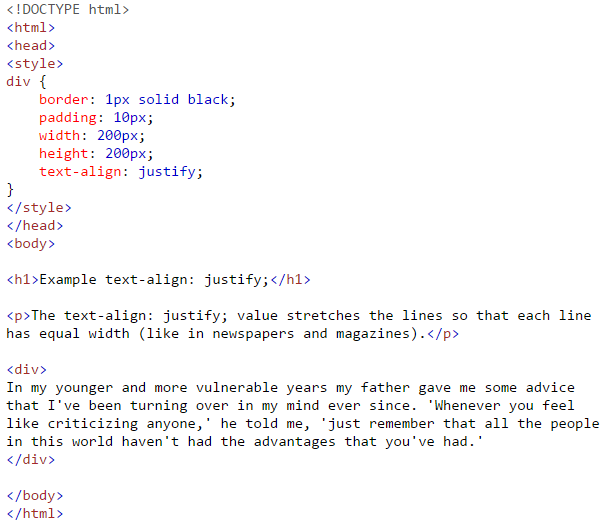 <!DOCTYPE html>
<html>
<head>
<style>
div {
    border: 1px solid black;
    padding: 10px;
    width: 200px;
    height: 200px;
    text-align: justify;
}
</style>
</head>
<body>

<h1>Example text-align: justify;</h1>

<p>The text-align: justify; value stretches the lines so that each line
has equal width (like in newspapers and magazines).</p>

<div>
In my younger and more vulnerable years my father gave me some advice
that I've been turning over in my mind ever since. 'Whenever you feel
like criticizing anyone,' he told me, 'just remember that all the people
in this world haven't had the advantages that you've had.'
</div>

</body>
</html>